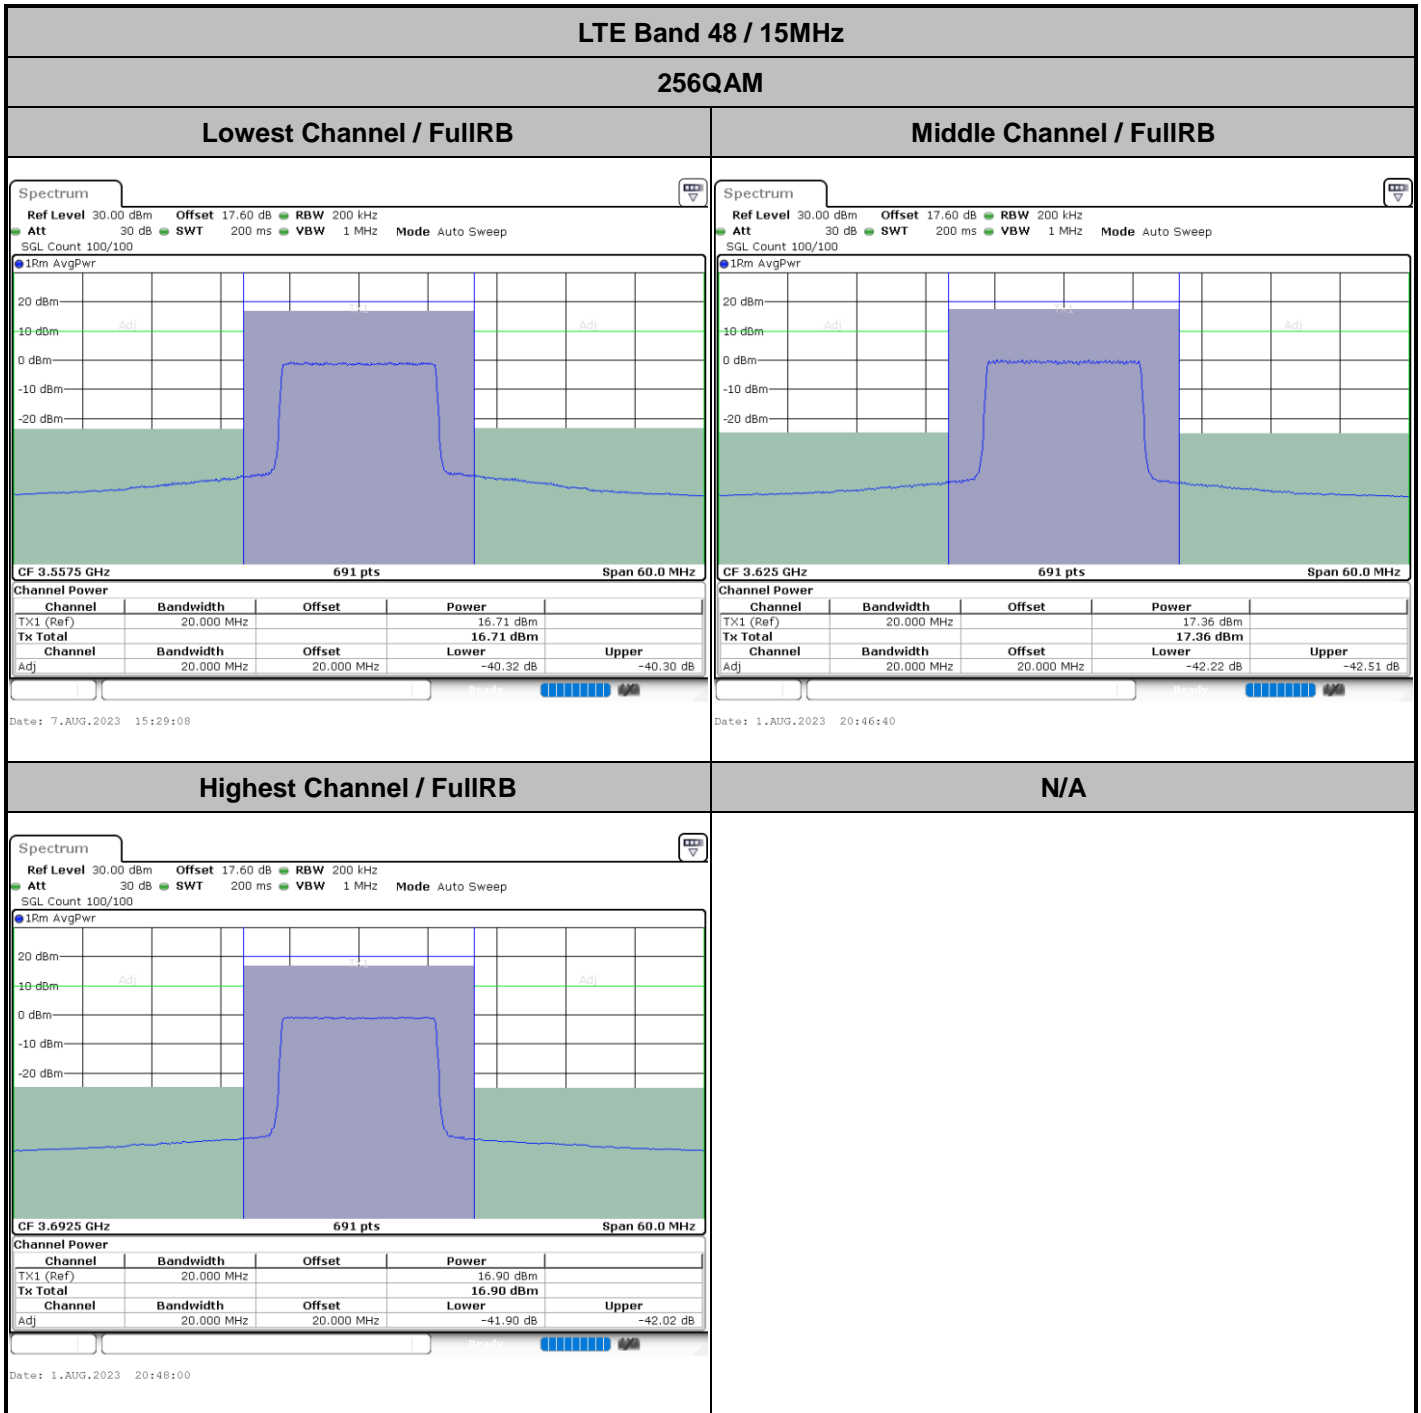 LTE Band 48 / 15MHz
256QAM
Lowest Channel / FullRB
Middle Channel / FullRB
Spectrum
Ref Level 30.00 dBm Offset 17.60 dB RBW 200 kHz
Att 30 dB SWT 200 ms VBW 1 MHz Mode Auto Sweep
SGL Count 100/100
1Rm AvgPwr
TX1
20 dBm
Adj
Adj
10 dBm
0 dBm
-10 dBm
-20 dBm
CF 3.5575 GHz 691 pts Span 60.0 MHz
Channel Power
Channel Bandwidth Offset Power
TX1 (Ref) 20.000 MHz 16.71 dBm
Tx Total 16.71 dBm
Channel Bandwidth Offset Lower Upper
Adj 20.000 MHz 20.000 MHz -40.32 dB -40.30 dB
Ready
Date: 7.AUG.2023 15:29:08
Spectrum
Ref Level 30.00 dBm Offset 17.60 dB RBW 200 kHz
Att 30 dB SWT 200 ms VBW 1 MHz Mode Auto Sweep
SGL Count 100/100
1Rm AvgPwr
TX1
20 dBm
Adj
Adj
10 dBm
0 dBm
-10 dBm
-20 dBm
CF 3.625 GHz 691 pts Span 60.0 MHz
Channel Power
Channel Bandwidth Offset Power
TX1 (Ref) 20.000 MHz 17.36 dBm
Tx Total 17.36 dBm
Channel Bandwidth Offset Lower Upper
Adj 20.000 MHz 20.000 MHz -42.22 dB -42.51 dB
Ready
Date: 1.AUG.2023 20:46:40
Highest Channel / FullRB
N/A
Spectrum
Ref Level 30.00 dBm Offset 17.60 dB RBW 200 kHz
Att 30 dB SWT 200 ms VBW 1 MHz Mode Auto Sweep
SGL Count 100/100
1Rm AvgPwr
TX1
20 dBm
Adj
Adj
10 dBm
0 dBm
-10 dBm
-20 dBm
CF 3.6925 GHz 691 pts Span 60.0 MHz
Channel Power
Channel Bandwidth Offset Power
TX1 (Ref) 20.000 MHz 16.90 dBm
Tx Total 16.90 dBm
Channel Bandwidth Offset Lower Upper
Adj 20.000 MHz 20.000 MHz -41.90 dB -42.02 dB
Ready
Date: 1.AUG.2023 20:48:00